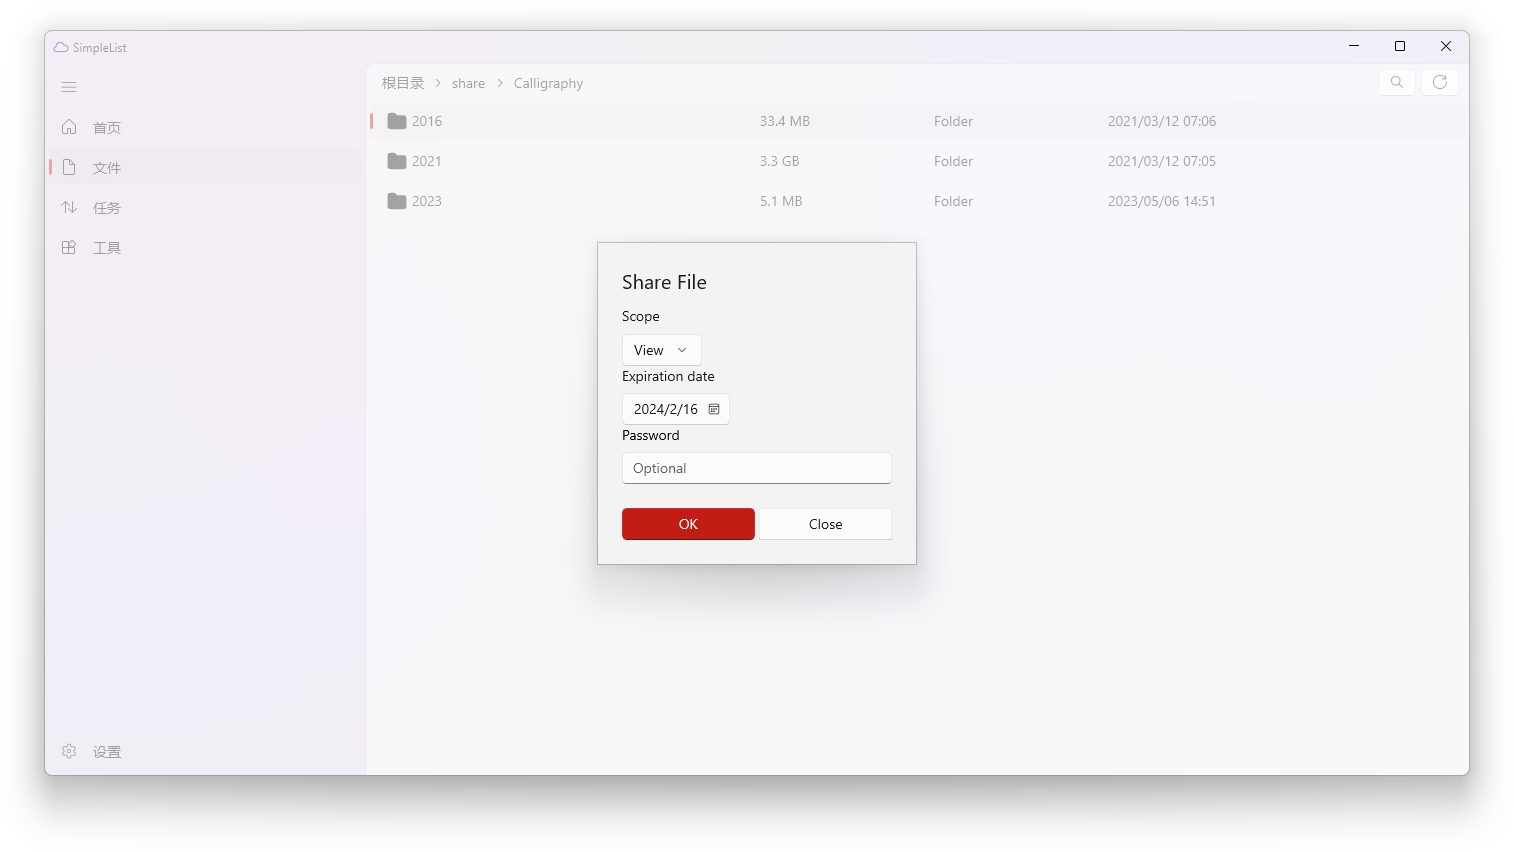 SimpleList
根目录 > share > Calligraphy
首页
文件
任务
工具
设置
2016 33.4 MB Folder 2021/03/12 07:06
2021 3.3 GB Folder 2021/03/12 07:05
2023 5.1 MB Folder 2023/05/06 14:51
Share File
Scope
View
Expiration date
2024/2/16
Password
Optional
OK Close